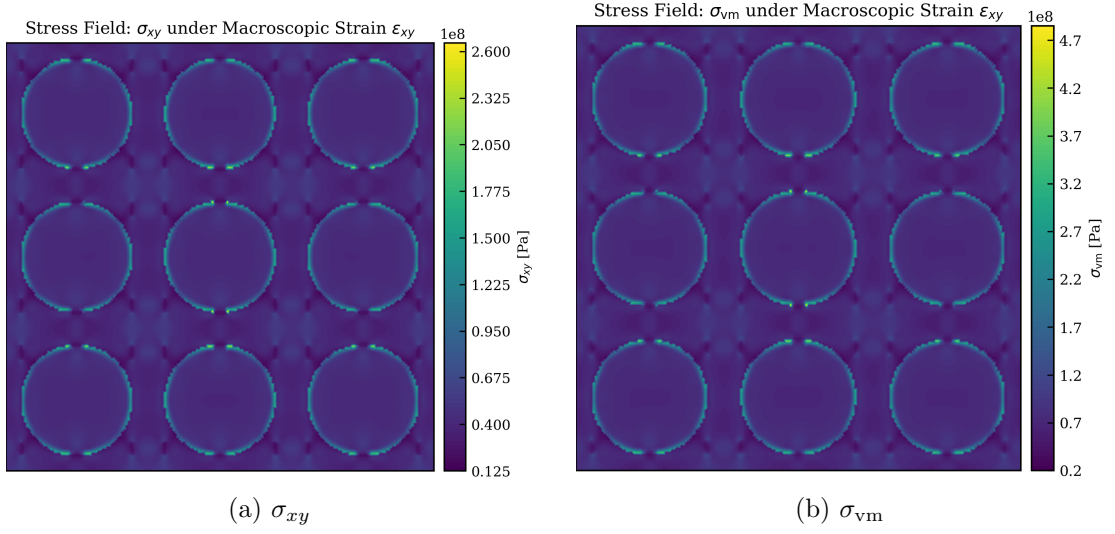 Stress Field: σxy under Macroscopic Strain εxy
1e8
2.600
2.325
2.050
1.775
1.500
1.225
0.950
0.675
0.400
0.125
σxy [Pa]
(a) σxy
Stress Field: σvm under Macroscopic Strain εxy
1e8
4.7
4.2
3.7
3.2
2.7
2.2
1.7
1.2
0.7
0.2
σvm [Pa]
(b) σvm